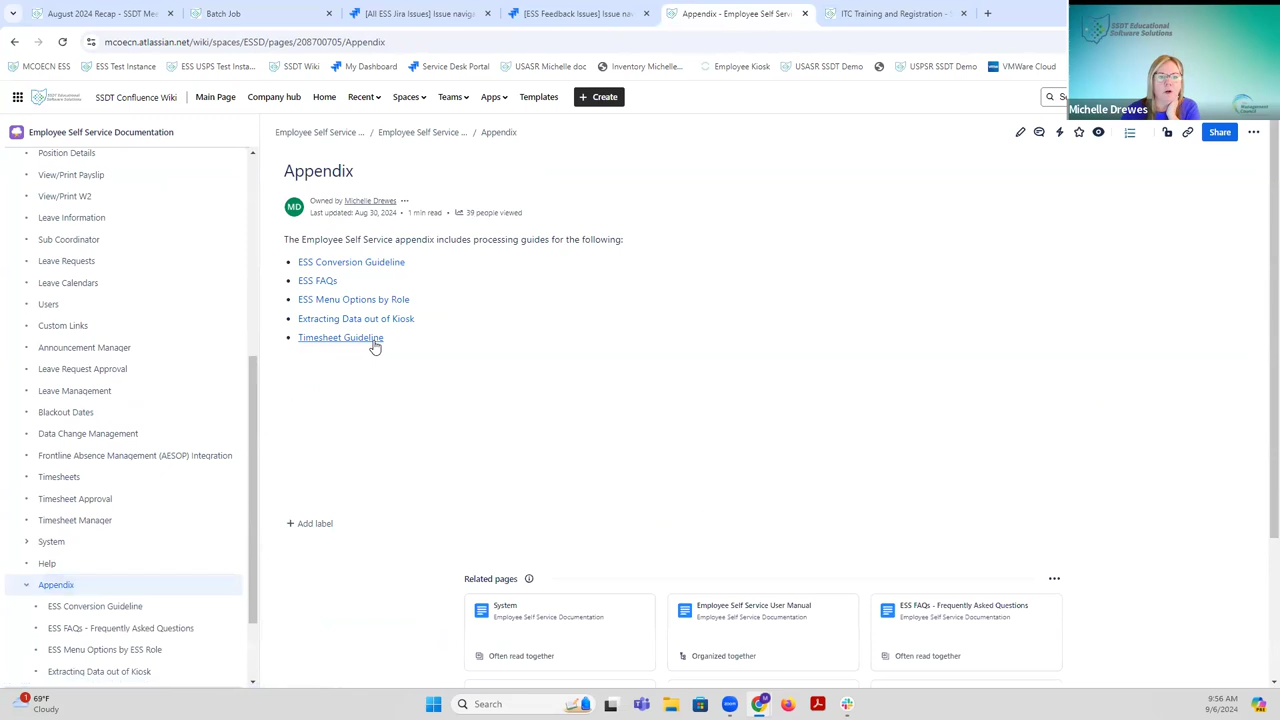 August 2024 Recap - SSDT Mee
Batch Job
[All ESS Jira Issues] Issue navig
[ESS Feedback Issues] Issue nav
Appendix - Employee Self Servi
ITC Training and Registration -
mcoecn.atlassian.net/wiki/spaces/ESSD/pages/208700705/Appendix
MCOECN ESS
ESS Test Instance
ESS USPS Test Insta...
SSDT Wiki
My Dashboard
Service Desk Portal
USASR Michelle doc
Inventory Michelle...
Employee Kiosk
USASR SSDT Demo
USPSR SSDT Demo
VMWare Cloud
SSDT Educational
Software Solutions
Michelle Drewes
Management Council
SSDT Confluence Wiki
Main Page
Company hub
Home
Recent
Spaces
Teams
Apps
Templates
+ Create
Employee Self Service Documentation
Employee Self Service ... / Employee Self Service ... / Appendix
Share
Position Details
View/Print Payslip
View/Print W2
Leave Information
Sub Coordinator
Leave Requests
Leave Calendars
Users
Custom Links
Announcement Manager
Leave Request Approval
Leave Management
Blackout Dates
Data Change Management
Frontline Absence Management (AESOP) Integration
Timesheets
Timesheet Approval
Timesheet Manager
System
Help
Appendix
ESS Conversion Guideline
ESS FAQs - Frequently Asked Questions
ESS Menu Options by ESS Role
Extracting Data out of Kiosk
Appendix
MD
Owned by Michelle Drewes
Last updated: Aug 30, 2024 • 1 min read • 39 people viewed
The Employee Self Service appendix includes processing guides for the following:
• ESS Conversion Guideline
• ESS FAQs
• ESS Menu Options by Role
• Extracting Data out of Kiosk
• Timesheet Guideline
+ Add label
Related pages
System
Employee Self Service Documentation
Often read together
Employee Self Service User Manual
Employee Self Service Documentation
Organized together
ESS FAQs - Frequently Asked Questions
Employee Self Service Documentation
Often read together
1
69°F
Cloudy
Search
9:56 AM
9/6/2024